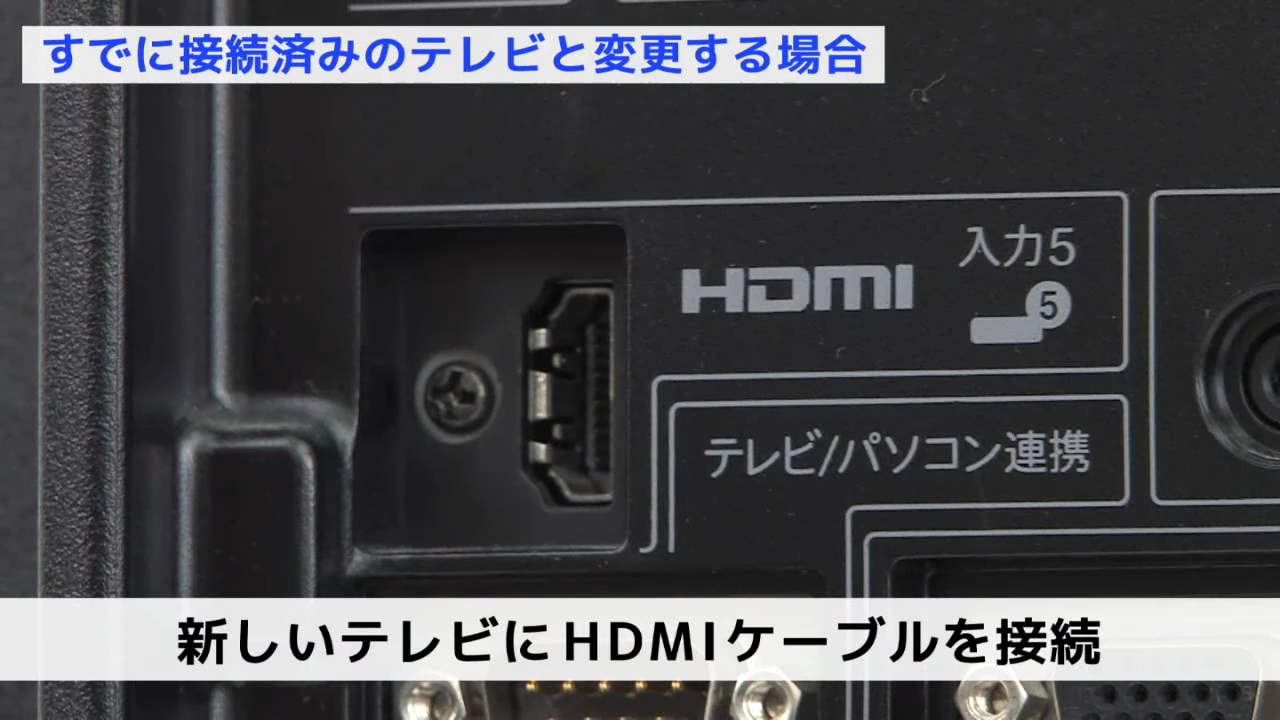 すでに接続済みのテレビと変更する場合
HDMI
入力5
5
テレビ/パソコン連携
新しいテレビにHDMIケーブルを接続